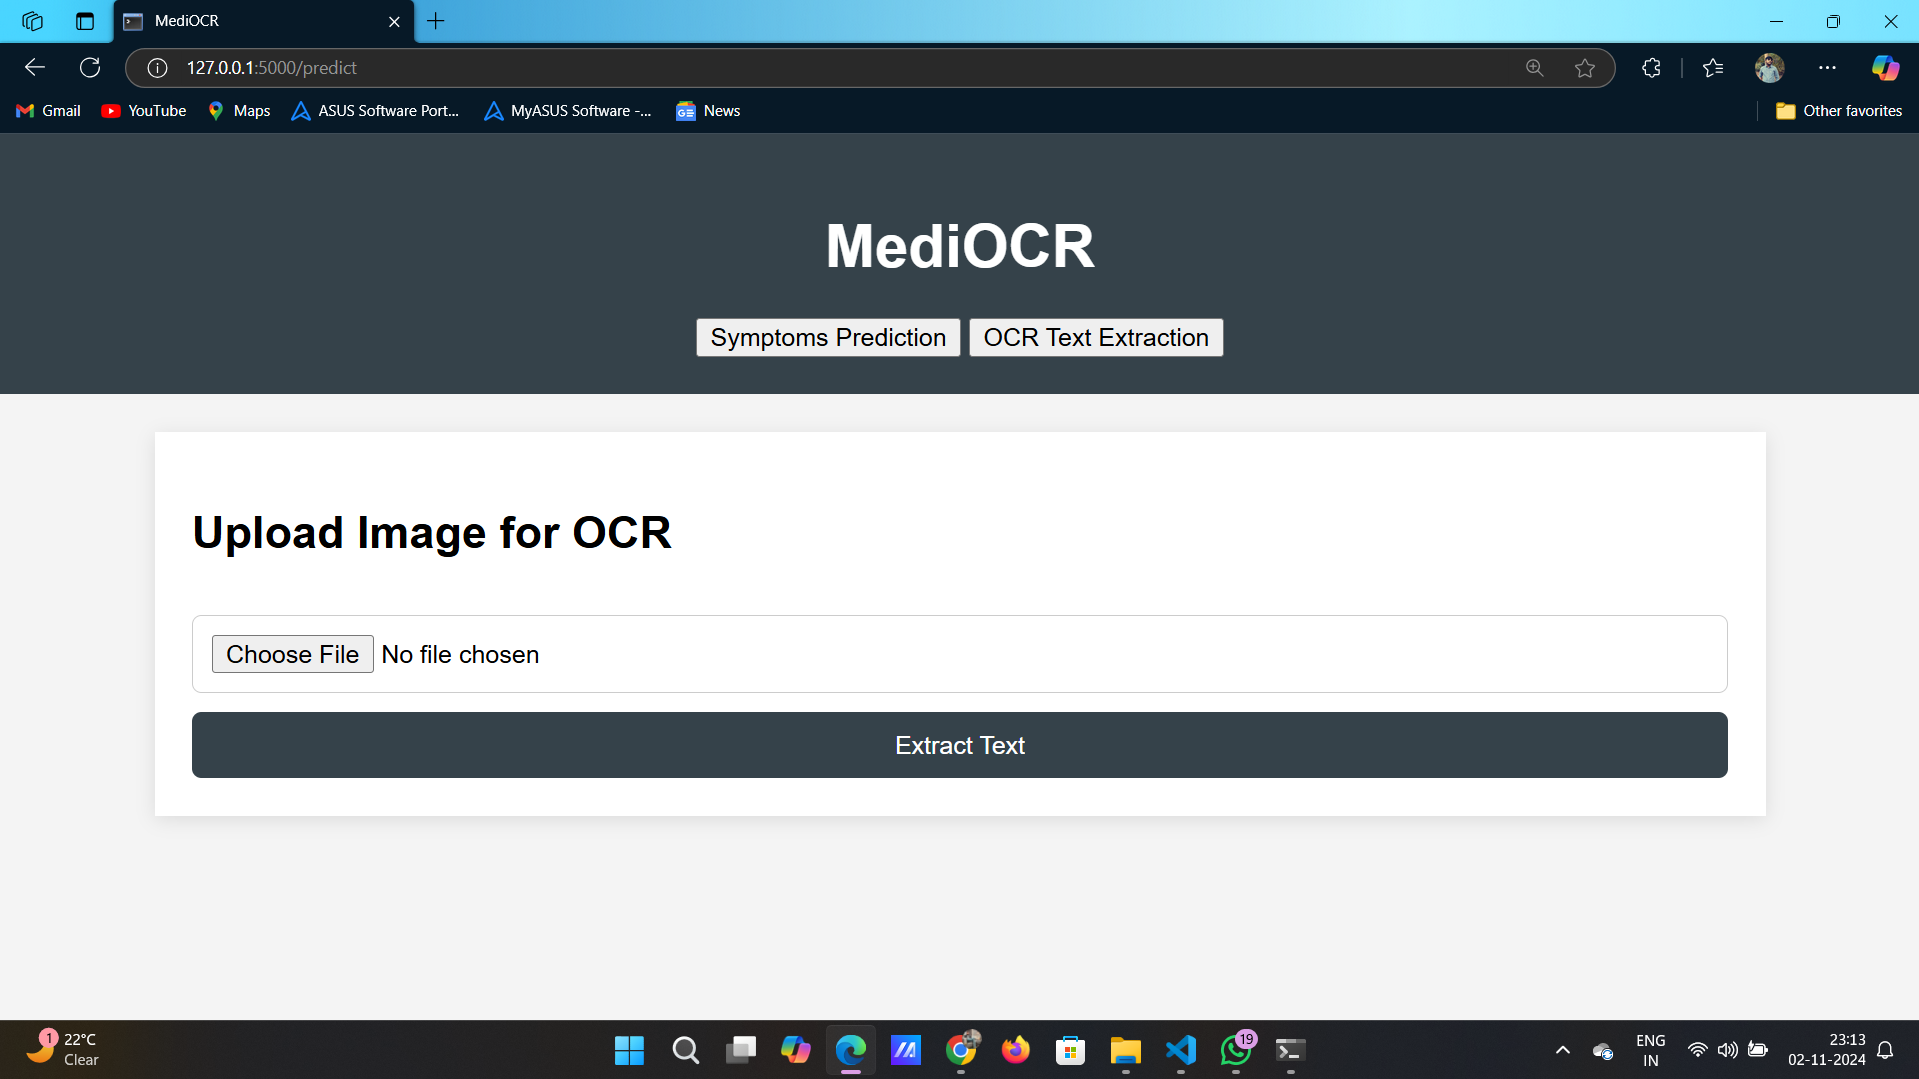 MediOCR
127.0.0.1:5000/predict
Gmail YouTube Maps ASUS Software Port... MyASUS Software -... News Other favorites
MediOCR
Symptoms Prediction OCR Text Extraction
Upload Image for OCR
Choose File No file chosen
Extract Text
1 22°C
Clear
19
ENG
IN
23:13
02-11-2024